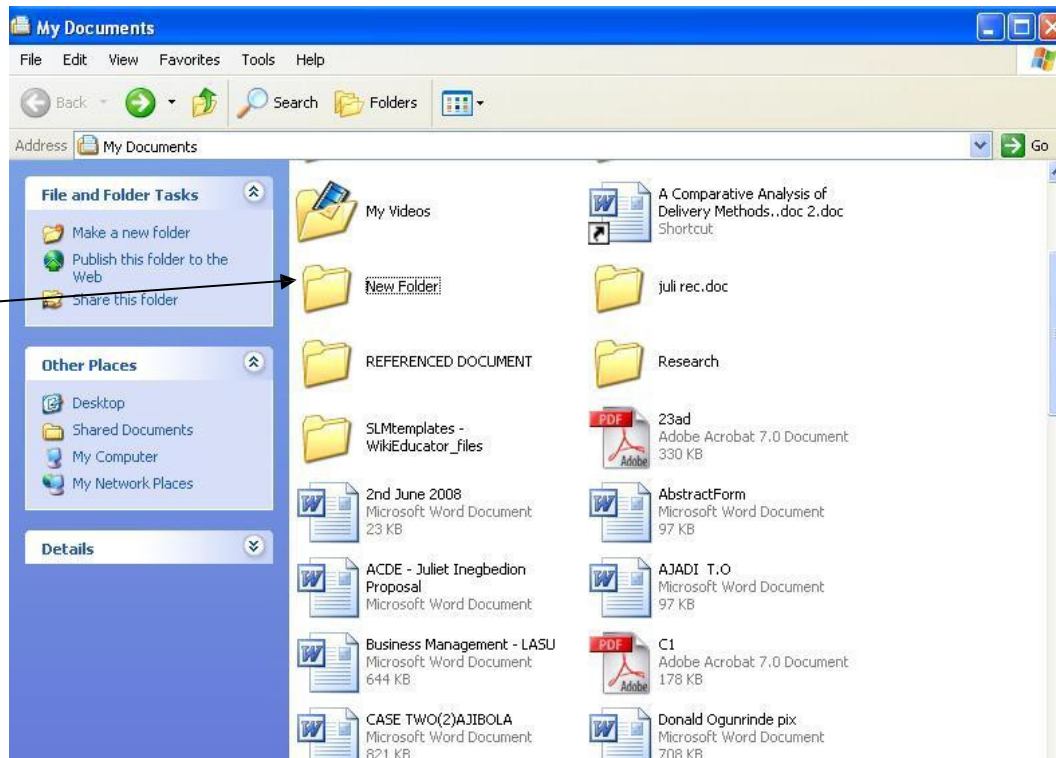 My Documents
File Edit View Favorites Tools Help
Back Search Folders
Address My Documents Go
File and Folder Tasks
Make a new folder
Publish this folder to the
Web
Share this folder
Other Places
Desktop
Shared Documents
My Computer
My Network Places
Details
My Videos
A Comparative Analysis of
Delivery Methods..doc 2.doc
Shortcut
New Folder
juli rec.doc
REFERENCED DOCUMENT
Research
SLMtemplates -
WikiEducator_files
PDF
Adobe
23ad
Adobe Acrobat 7.0 Document
330 KB
2nd June 2008
Microsoft Word Document
23 KB
AbstractForm
Microsoft Word Document
97 KB
ACDE - Juliet Inegbedion
Proposal
Microsoft Word Document
AJADI T.O
Microsoft Word Document
97 KB
Business Management - LASU
Microsoft Word Document
644 KB
PDF
Adobe
C1
Adobe Acrobat 7.0 Document
178 KB
CASE TWO(2)AJIBOLA
Microsoft Word Document
821 KB
Donald Ogunrinde pix
Microsoft Word Document
708 KB